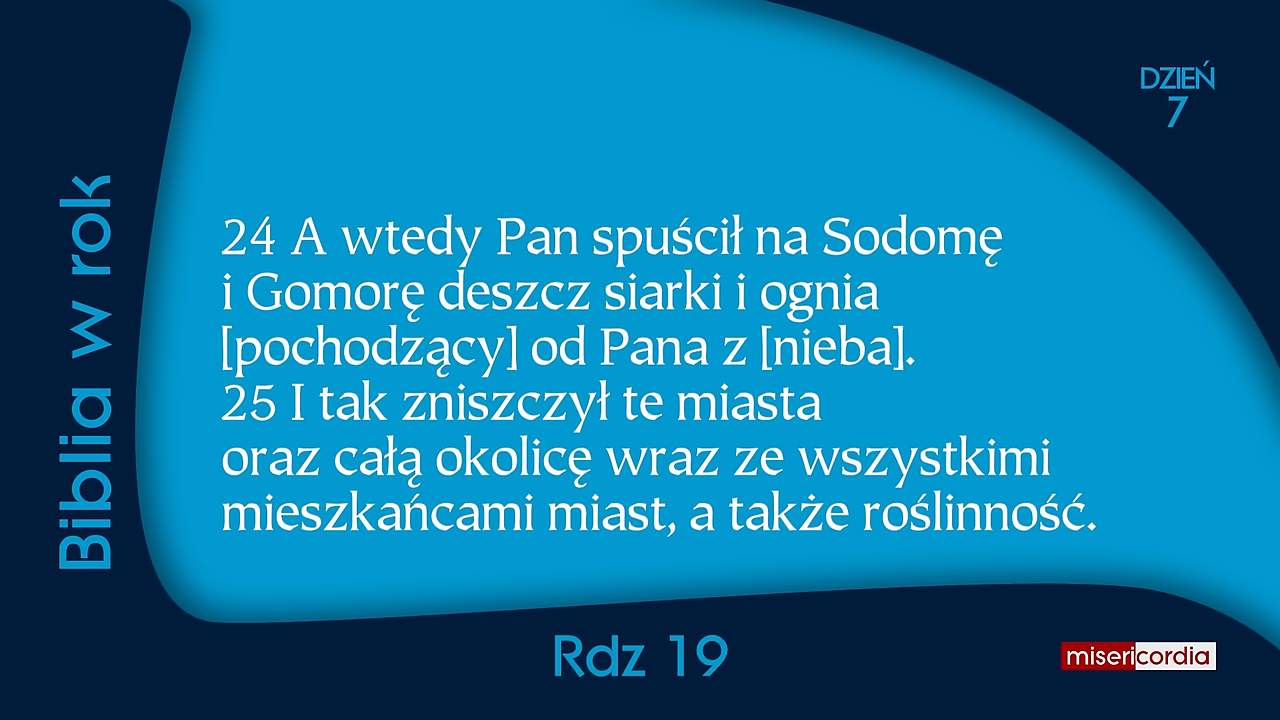 DZIEŃ
7
Biblia w rok
24 A wtedy Pan spuścił na Sodomę
i Gomorę deszcz siarki i ognia
[pochodzący] od Pana z [nieba].
25 I tak zniszczył te miasta
oraz całą okolicę wraz ze wszystkimi
mieszkańcami miast, a także roślinność.
Rdz 19
misericordia